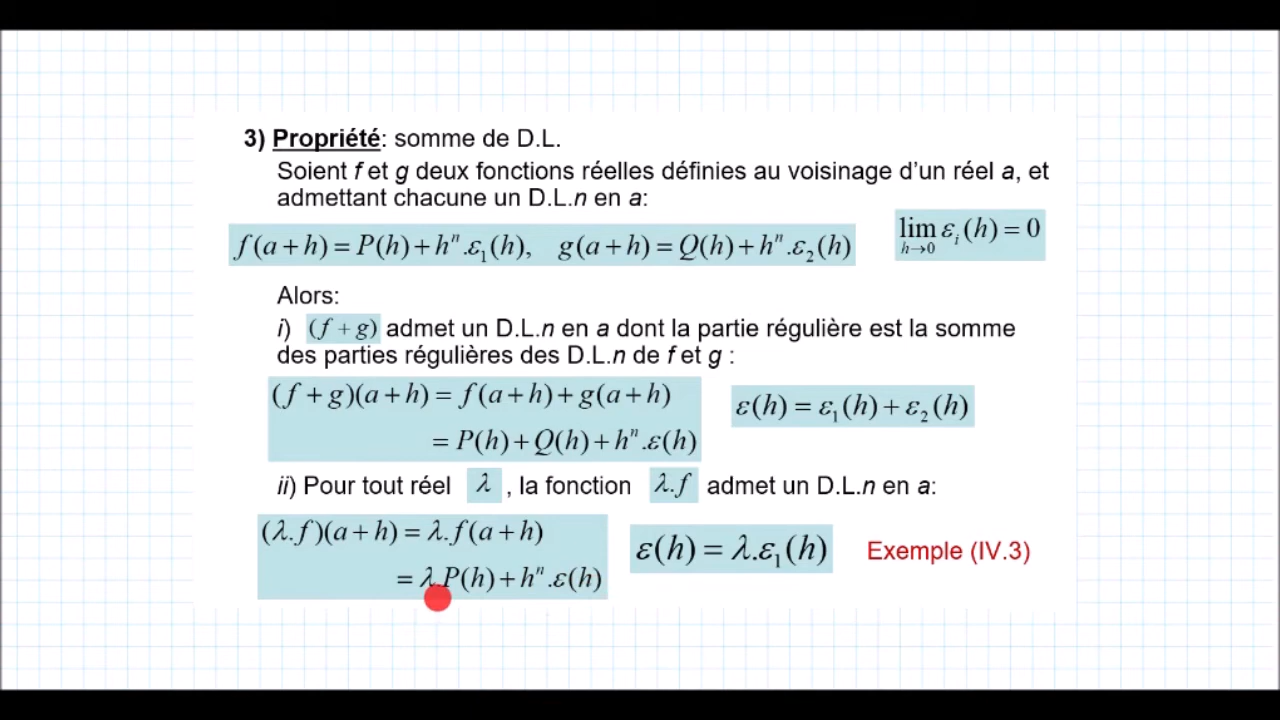 3) Propriété: somme de D.L.
Soient f et g deux fonctions réelles définies au voisinage d'un réel a, et
admettant chacune un D.L.n en a:
f(a+h) = P(h) + hⁿ.ε₁(h),   g(a+h) = Q(h) + hⁿ.ε₂(h)   lim_{h→0} εᵢ(h) = 0
Alors:
i) (f + g) admet un D.L.n en a dont la partie régulière est la somme
des parties régulières des D.L.n de f et g :
(f + g)(a + h) = f(a + h) + g(a + h)   ε(h) = ε₁(h) + ε₂(h)
= P(h) + Q(h) + hⁿ.ε(h)
ii) Pour tout réel λ , la fonction λ.f admet un D.L.n en a:
(λ.f)(a + h) = λ.f(a + h)   ε(h) = λ.ε₁(h)   Exemple (IV.3)
= λ.P(h) + hⁿ.ε(h)